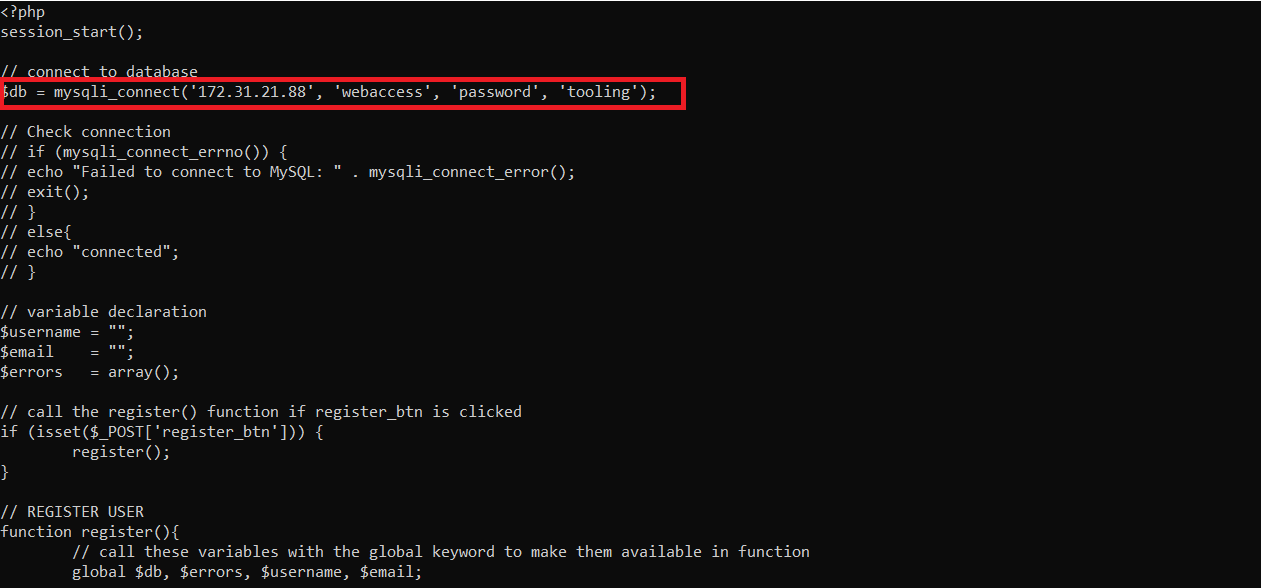 <?php
session_start();

// connect to database
$db = mysqli_connect('172.31.21.88', 'webaccess', 'password', 'tooling');

// Check connection
// if (mysqli_connect_errno()) {
// echo "Failed to connect to MySQL: " . mysqli_connect_error();
// exit();
// }
// else{
// echo "connected";
// }

// variable declaration
$username = "";
$email    = "";
$errors   = array();

// call the register() function if register_btn is clicked
if (isset($_POST['register_btn'])) {
        register();
}

// REGISTER USER
function register(){
        // call these variables with the global keyword to make them available in function
        global $db, $errors, $username, $email;